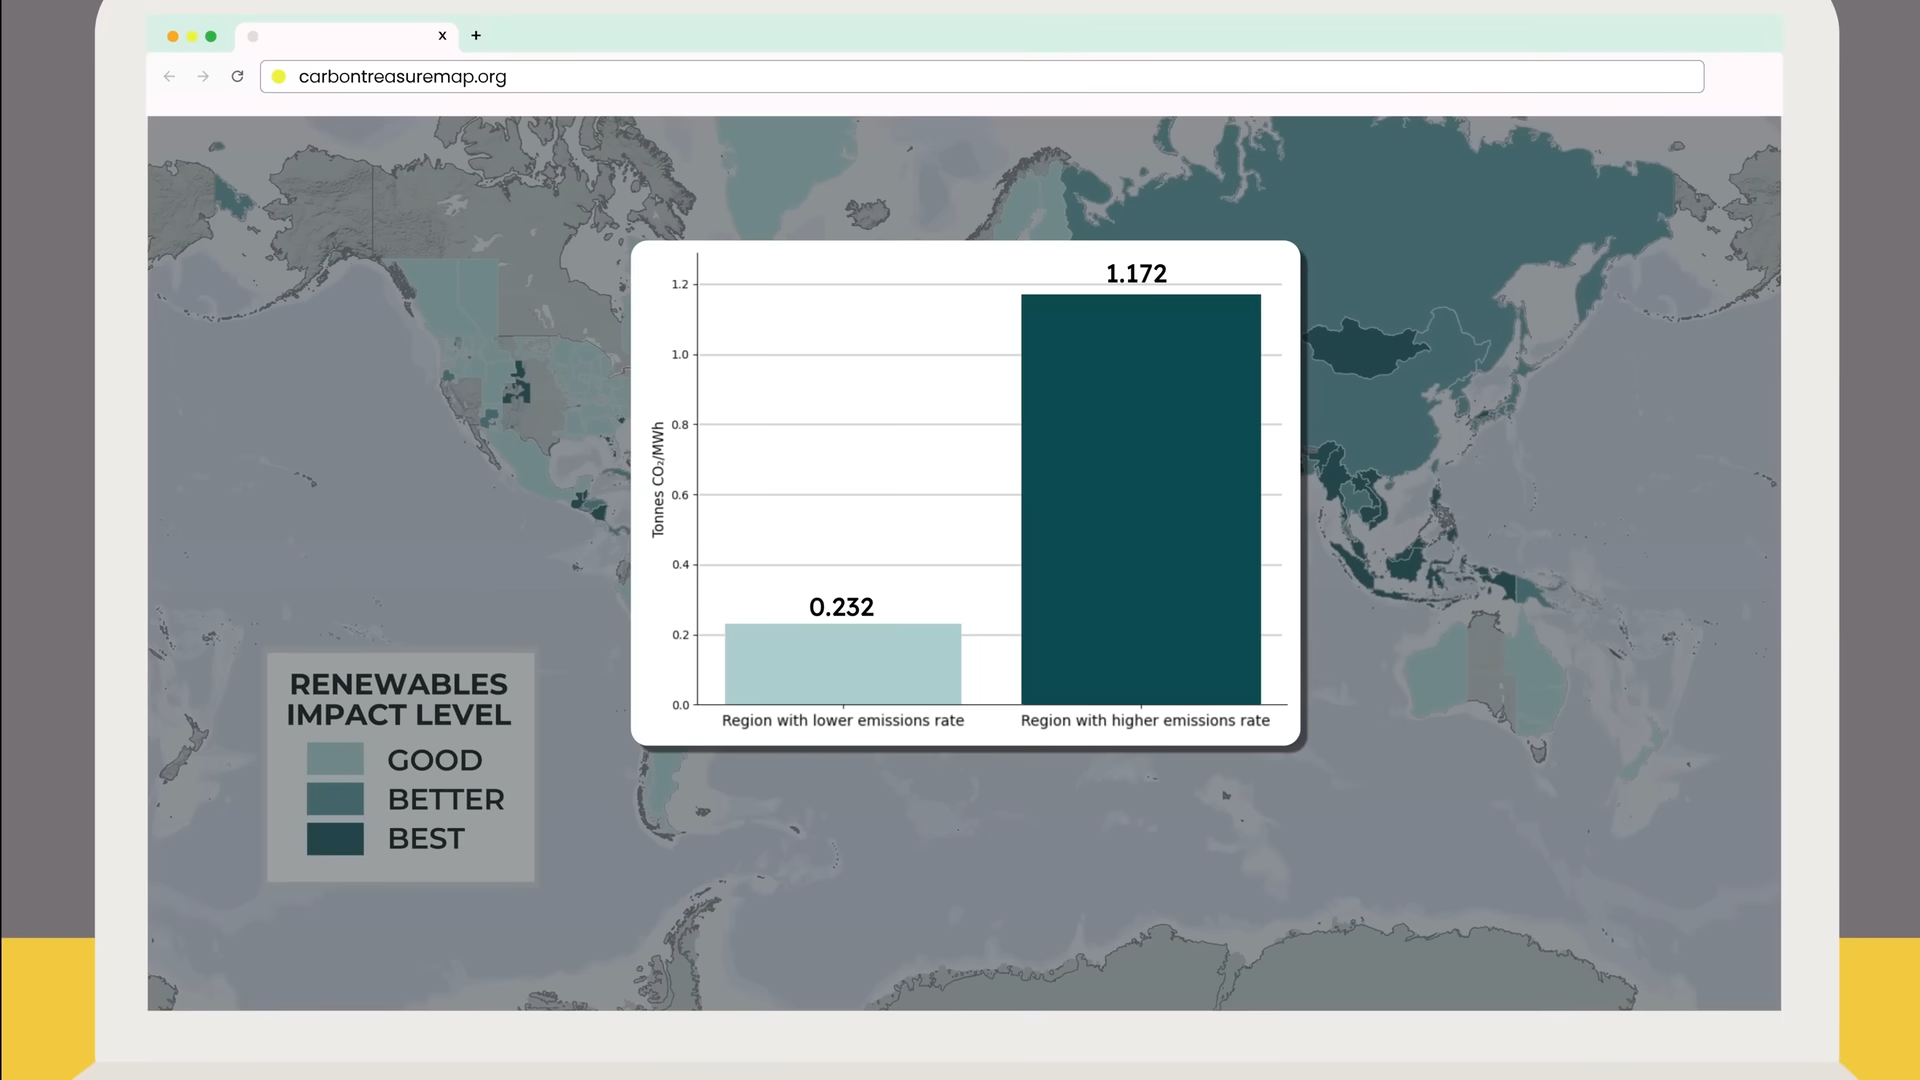 x +
carbontreasuremap.org
1.2
1.0
0.8
0.6
0.4
0.2
0.0
Tonnes CO₂/MWh
1.172
0.232
Region with lower emissions rate
Region with higher emissions rate
RENEWABLES
IMPACT LEVEL
GOOD
BETTER
BEST